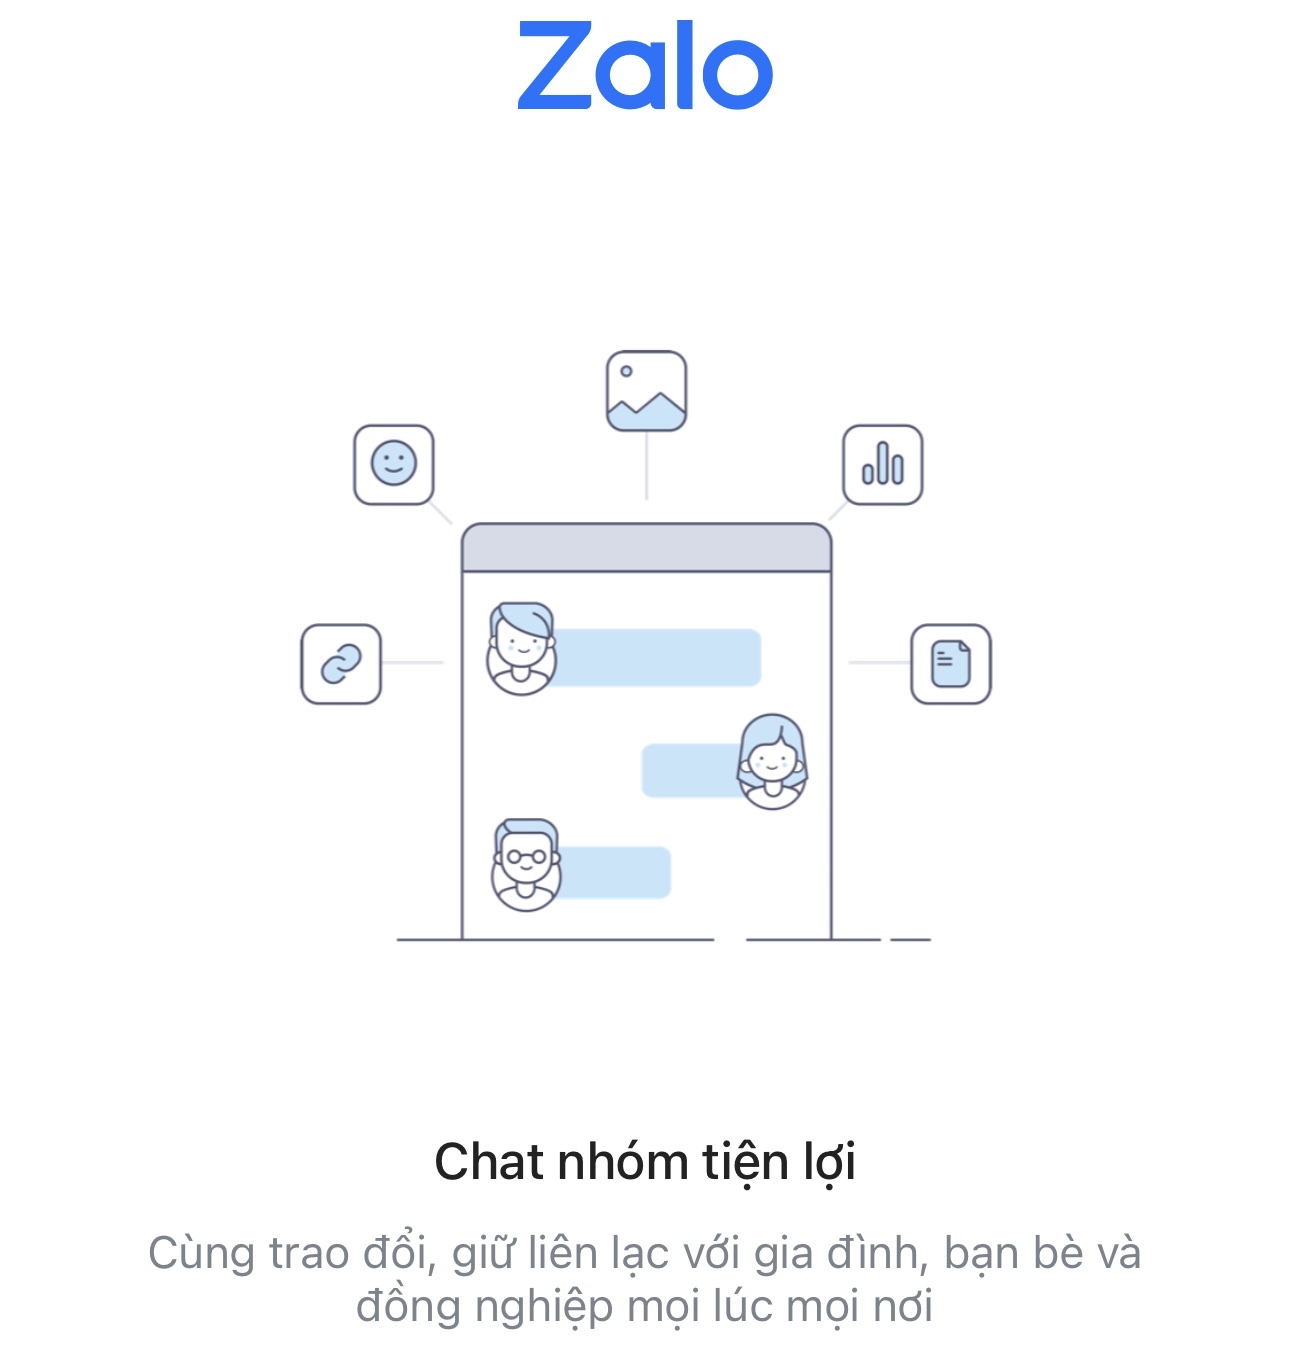 Zalo
Chat nhóm tiện lợi
Cùng trao đổi, giữ liên lạc với gia đình, bạn bè và
đồng nghiệp mọi lúc mọi nơi